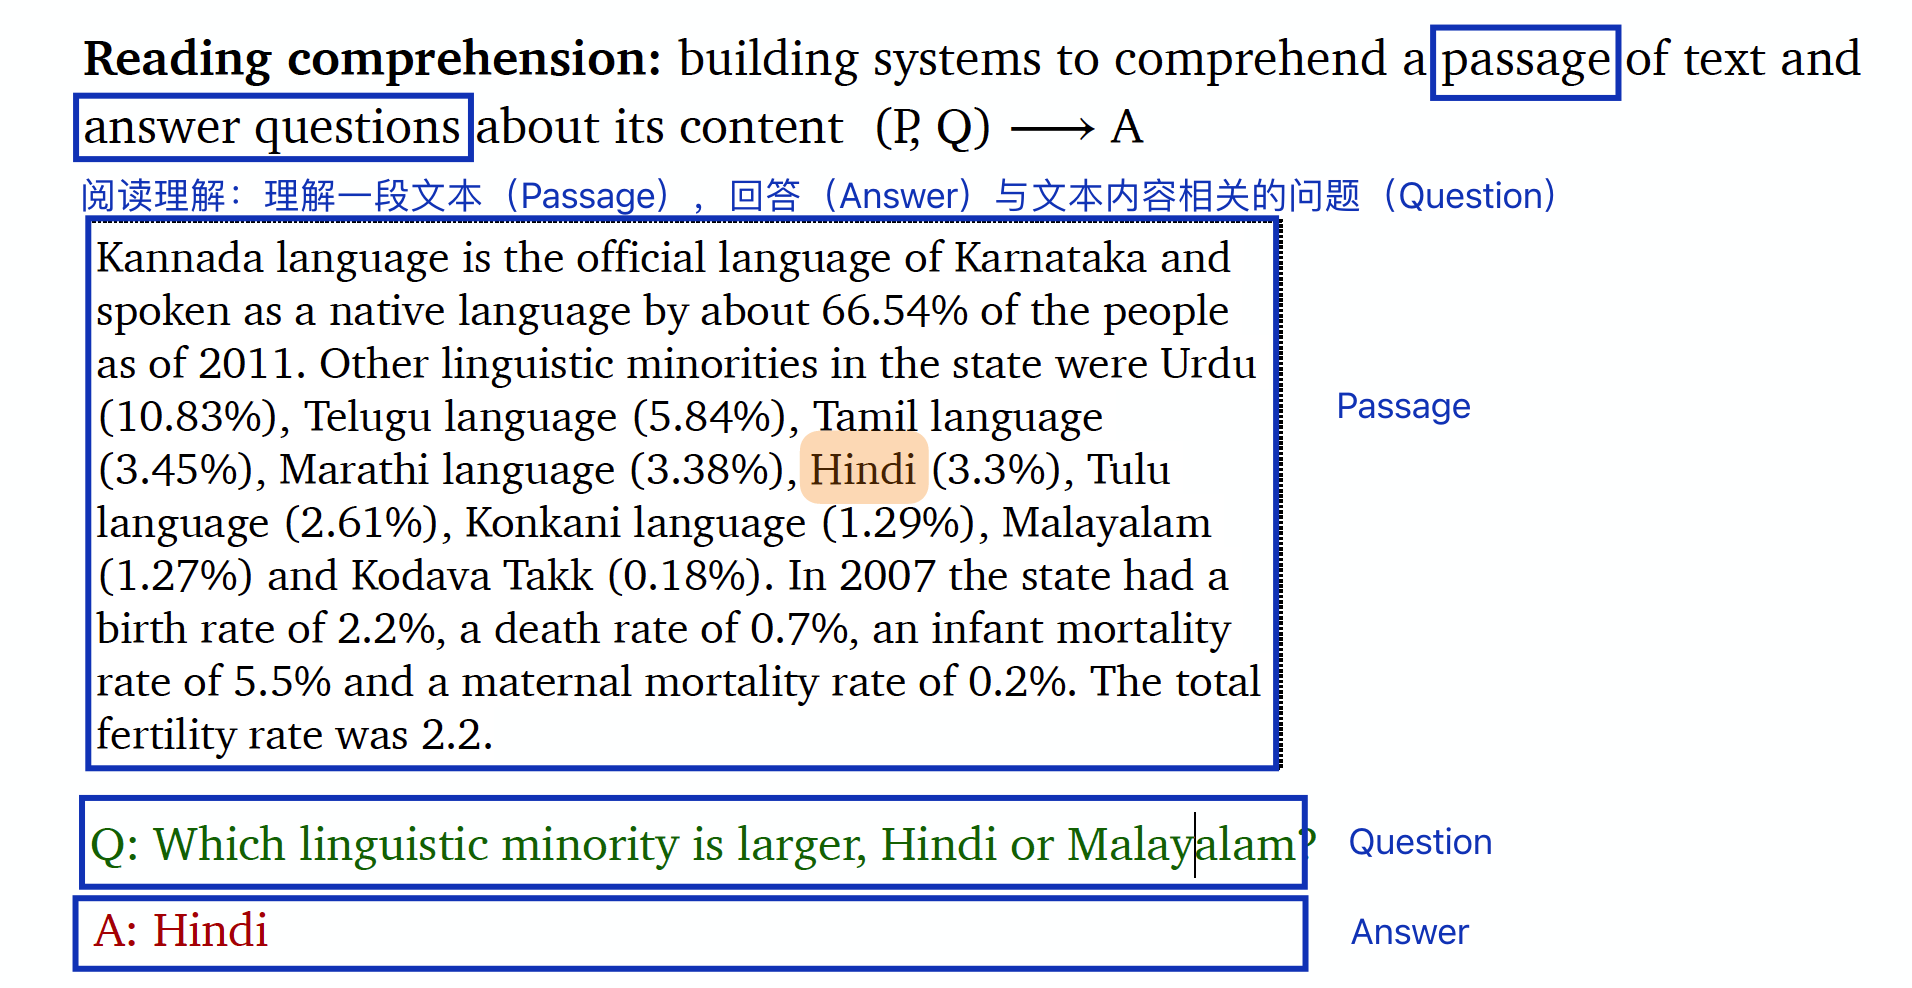 Reading comprehension: building systems to comprehend a passage of text and
answer questions about its content (P, Q) ⟶ A
阅读理解：理解一段文本（Passage），回答（Answer）与文本内容相关的问题（Question）
Kannada language is the official language of Karnataka and
spoken as a native language by about 66.54% of the people
as of 2011. Other linguistic minorities in the state were Urdu
(10.83%), Telugu language (5.84%), Tamil language
(3.45%), Marathi language (3.38%), Hindi (3.3%), Tulu
language (2.61%), Konkani language (1.29%), Malayalam
(1.27%) and Kodava Takk (0.18%). In 2007 the state had a
birth rate of 2.2%, a death rate of 0.7%, an infant mortality
rate of 5.5% and a maternal mortality rate of 0.2%. The total
fertility rate was 2.2.
Passage
Q: Which linguistic minority is larger, Hindi or Malayalam?
Question
A: Hindi
Answer